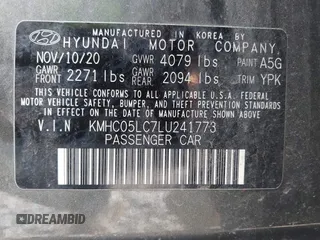 MANUFACTURED IN KOREA BY
HYUNDAI MOTOR COMPANY.
NOV/10/20 GVWR 4079 lbs PAINT A5G
GAWR FRONT 2271 lbs GAWR REAR 2094 lbs TRIM YPK
THIS VEHICLE CONFORMS TO ALL APPLICABLE U.S. FEDERAL MOTOR
VEHICLE SAFETY, BUMPER, AND THEFT PREVENTION STANDARDS
IN EFFECT ON THE DATE OF MANUFACTURE SHOWN ABOVE.
V.I.N KMHC05LC7LU241773
PASSENGER CAR
DREAMBID